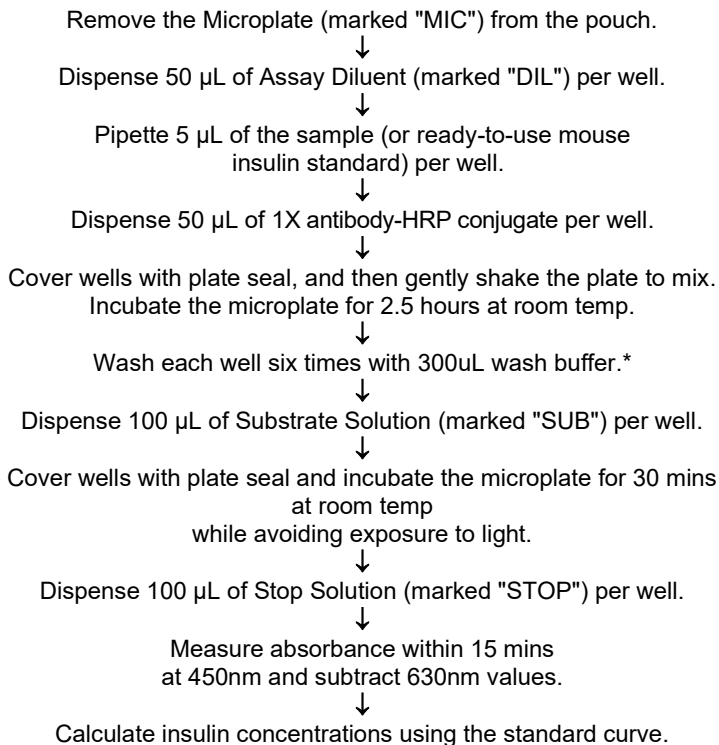 Remove the Microplate (marked "MIC") from the pouch.
↓
Dispense 50 µL of Assay Diluent (marked "DIL") per well.
↓
Pipette 5 µL of the sample (or ready-to-use mouse
insulin standard) per well.
↓
Dispense 50 µL of 1X antibody-HRP conjugate per well.
↓
Cover wells with plate seal, and then gently shake the plate to mix.
Incubate the microplate for 2.5 hours at room temp.
↓
Wash each well six times with 300uL wash buffer.*
↓
Dispense 100 µL of Substrate Solution (marked "SUB") per well.
↓
Cover wells with plate seal and incubate the microplate for 30 mins
at room temp
while avoiding exposure to light.
↓
Dispense 100 µL of Stop Solution (marked "STOP") per well.
↓
Measure absorbance within 15 mins
at 450nm and subtract 630nm values.
↓
Calculate insulin concentrations using the standard curve.